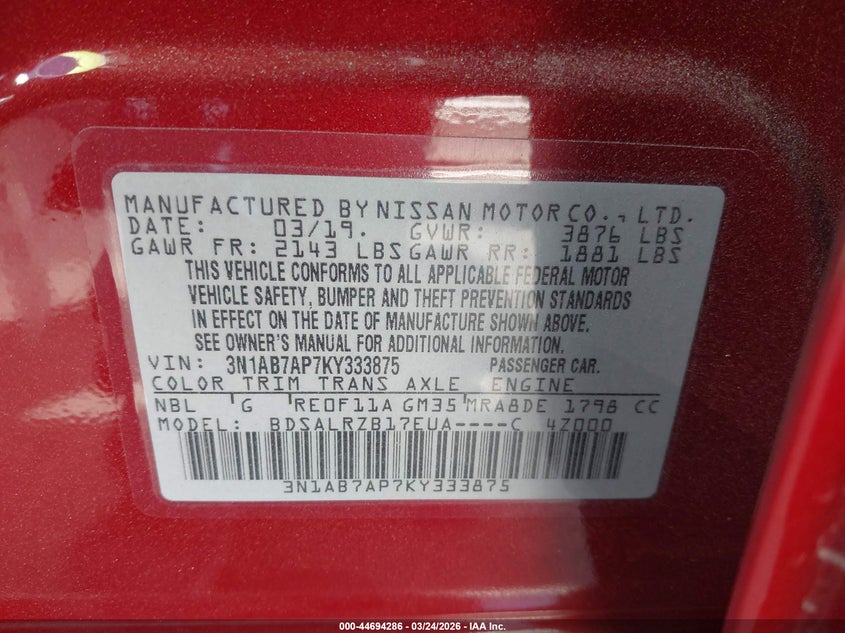 MANUFACTURED BY NISSAN MOTOR CO., LTD.
DATE: 03/19. GVWR: 3876 LBS
GAWR FR: 2143 LBS GAWR RR: 1881 LBS
THIS VEHICLE CONFORMS TO ALL APPLICABLE FEDERAL MOTOR
VEHICLE SAFETY, BUMPER AND THEFT PREVENTION STANDARDS
IN EFFECT ON THE DATE OF MANUFACTURE SHOWN ABOVE.
SEE OWNER'S MANUAL FOR ADDITIONAL INFORMATION.
VIN: 3N1AB7AP7KY333875 PASSENGER CAR.
COLOR TRIM TRANS AXLE ENGINE
NBL G RE0F11A GM35 MRA8DE 1798 CC
MODEL: BDSALRZB17EUA----C 4Z000
3N1AB7AP7KY333875
000-44694286 - 03/24/2026 - IAA Inc.